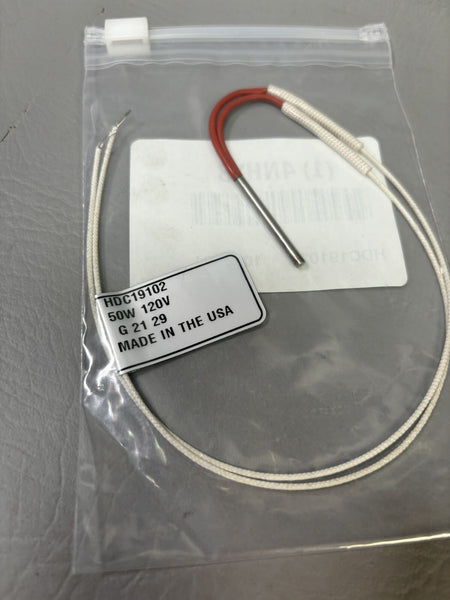 HDC19102
50W 120V
G 21 29
MADE IN THE USA